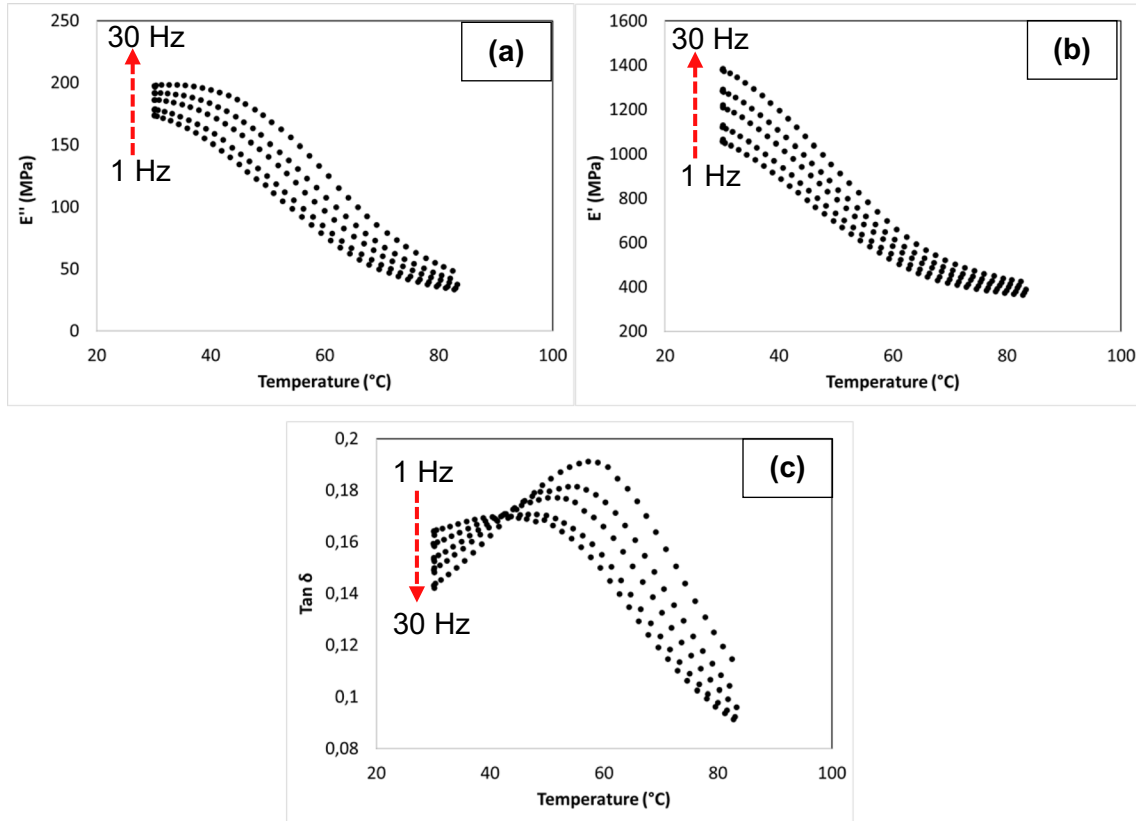 250
200
150
100
50
0
30 Hz
1 Hz
(a)
E'' (MPa)
20 40 60 80 100
Temperature (°C)
1600
1400
1200
1000
800
600
400
200
30 Hz
1 Hz
(b)
E' (MPa)
20 40 60 80 100
Temperature (°C)
0,2
0,18
0,16
0,14
0,12
0,1
0,08
1 Hz
30 Hz
(c)
Tan δ
20 40 60 80 100
Temperature (°C)